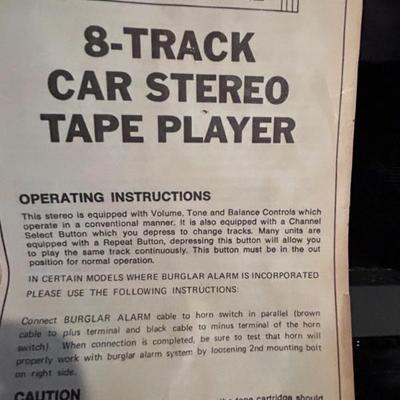 8-TRACK
CAR STEREO
TAPE PLAYER
OPERATING INSTRUCTIONS
This stereo is equipped with Volume, Tone and Balance Controls which
operate in a conventional manner. It is also equipped with a Channel
Select Button which you depress to change tracks. Many units are
equipped with a Repeat Button, depressing this button will allow you
to play the same track continuously. This button must be in the out
position for normal operation.
IN CERTAIN MODELS WHERE BURGLAR ALARM IS INCORPORATED
PLEASE USE THE FOLLOWING INSTRUCTIONS:
Connect BURGLAR ALARM cable to horn switch in parallel (brown
cable to plus terminal and black cable to minus terminal of the horn
switch). When connection is completed, be sure to test that horn will
properly work with burglar alarm system by loosening 2nd mounting bolt
on right side.
CAUTION
tape cartridge should